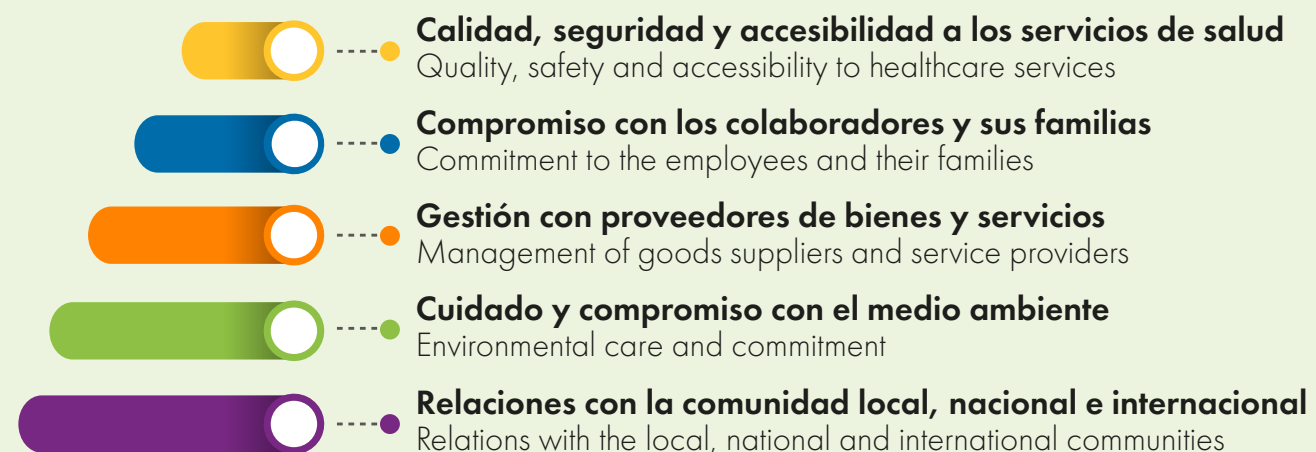 Calidad, seguridad y accesibilidad a los servicios de salud
Quality, safety and accessibility to healthcare services
Compromiso con los colaboradores y sus familias
Commitment to the employees and their families
Gestión con proveedores de bienes y servicios
Management of goods suppliers and service providers
Cuidado y compromiso con el medio ambiente
Environmental care and commitment
Relaciones con la comunidad local, nacional e internacional
Relations with the local, national and international communities